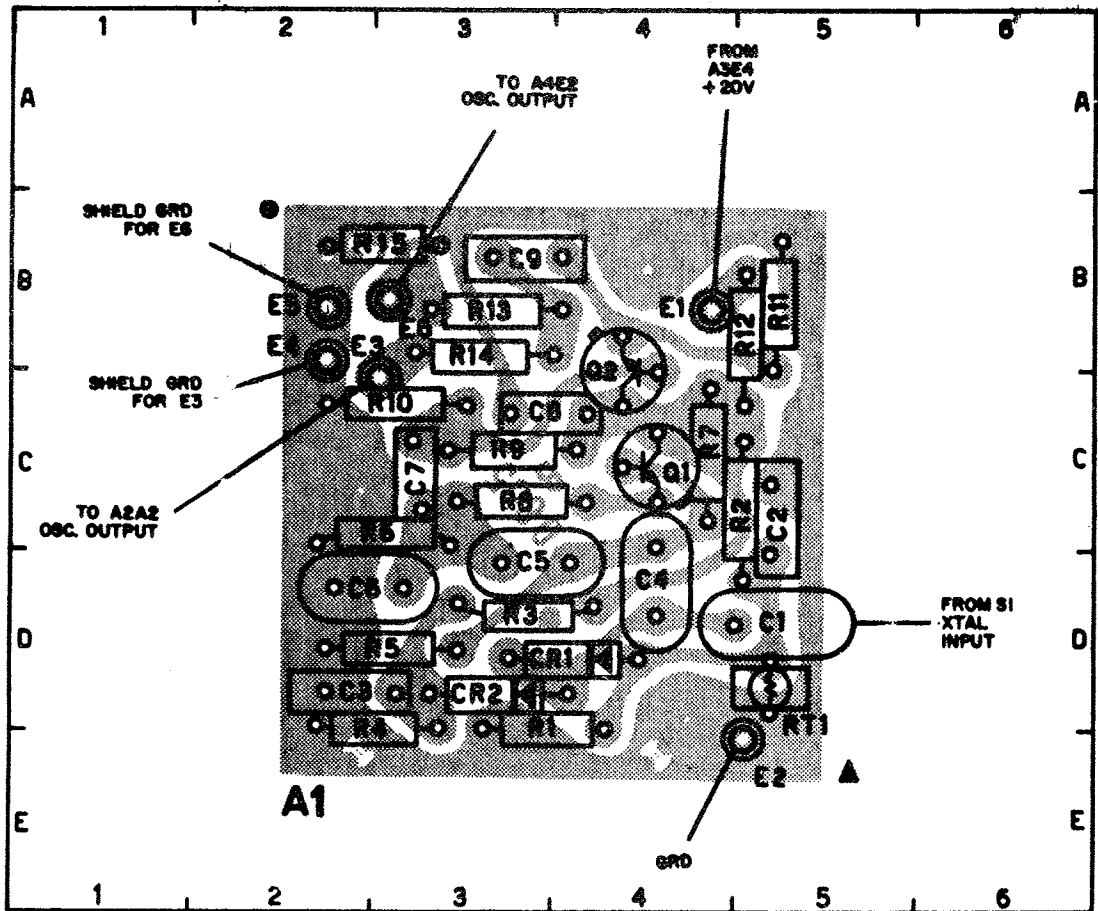 1 2 3 4 5 6
A A
FROM
A3E4
+20V
TO A4E2
OSC. OUTPUT
SHIELD GRD
FOR E6
B B
R15
E9
E5
E1
R13
R12
R11
E4
E3
R14
Q2
SHIELD GRD
FOR E3
R10
C8
R7
C C
C7
R9
Q1
R8
R2
C2
TO A2A2
OSC. OUTPUT
R6
C5
C4
C6
R3
C1
FROM S1
XTAL
INPUT
D D
R5
CR1
C3
CR2
R4
R1
RT1
E2
A1
E E
GRD
1 2 3 4 5 6